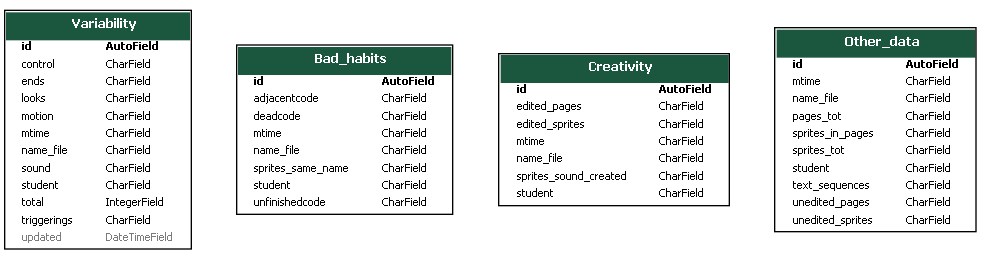 Variability
id AutoField
control CharField
ends CharField
looks CharField
motion CharField
mtime CharField
name_file CharField
sound CharField
student CharField
total IntegerField
triggerings CharField
updated DateTimeField
Bad_habits
id AutoField
adjacentcode CharField
deadcode CharField
mtime CharField
name_file CharField
sprites_same_name CharField
student CharField
unfinishedcode CharField
Creativity
id AutoField
edited_pages CharField
edited_sprites CharField
mtime CharField
name_file CharField
sprites_sound_created CharField
student CharField
Other_data
id AutoField
mtime CharField
name_file CharField
pages_tot CharField
sprites_in_pages CharField
sprites_tot CharField
student CharField
text_sequences CharField
unedited_pages CharField
unedited_sprites CharField